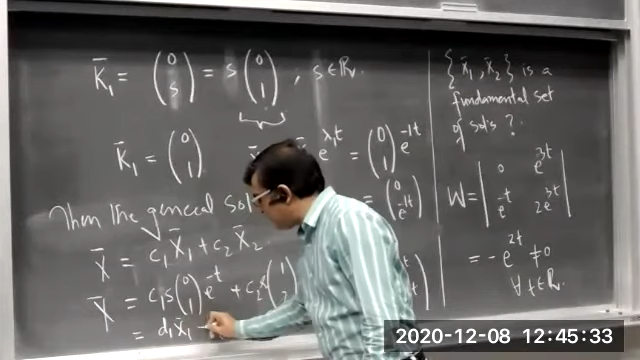 K̄₁ = (0 s) = s (0 1), s ∈ ℝ.
K̄₁ = (0 1)
e^{λ₁t} = (0 1) e^{-1t}
= (0 e^{-1t})
Then the general sol
X̄ = c₁X̄₁ + c₂X̄₂
X̄ = c₁s (0 1) e^{-t} + c₂
= d₁X̄₁
{x̄₁, x̄₂} is a
fundamental set
of sol's ?
W = | 0 e^{3t} |
| e^{-t} 2e^{3t} |
= -e^{2t} ≠ 0
∀ t ∈ ℝ.
2020-12-08 12:45:33